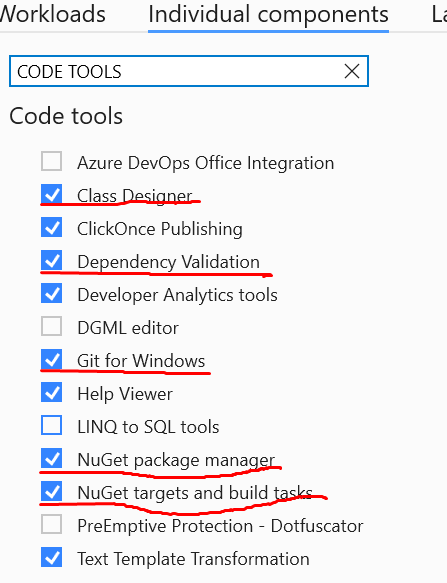 Workloads Individual components La
CODE TOOLS
Code tools
Azure DevOps Office Integration
Class Designer
ClickOnce Publishing
Dependency Validation
Developer Analytics tools
DGML editor
Git for Windows
Help Viewer
LINQ to SQL tools
NuGet package manager
NuGet targets and build tasks
PreEmptive Protection - Dotfuscator
Text Template Transformation